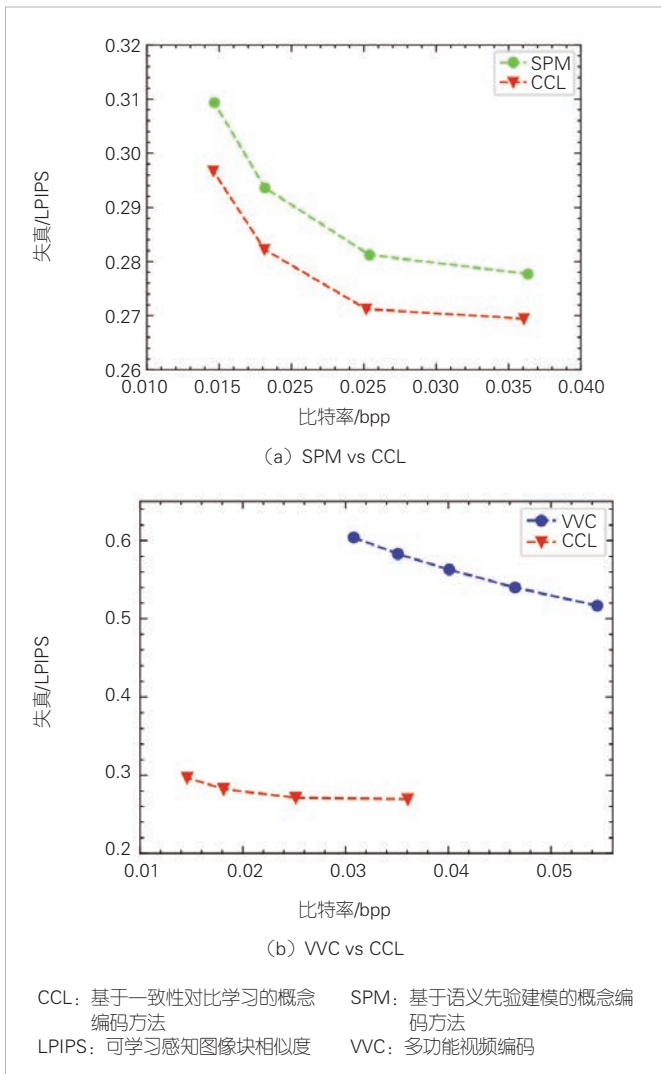 0.32
0.31
0.30
0.29
0.28
0.27
0.26
失真/LPIPS
SPM
CCL
0.010 0.015 0.025 0.025 0.030 0.035 0.040
比特率/bpp
（a）SPM vs CCL
0.6
0.5
0.4
0.3
0.2
失真/LPIPS
VVC
CCL
0.01 0.02 0.03 0.04 0.05
比特率/bpp
（b）VVC vs CCL
CCL：基于一致性对比学习的概念
编码方法
LPIPS：可学习感知图像块相似度
SPM：基于语义先验建模的概念编
码方法
VVC：多功能视频编码